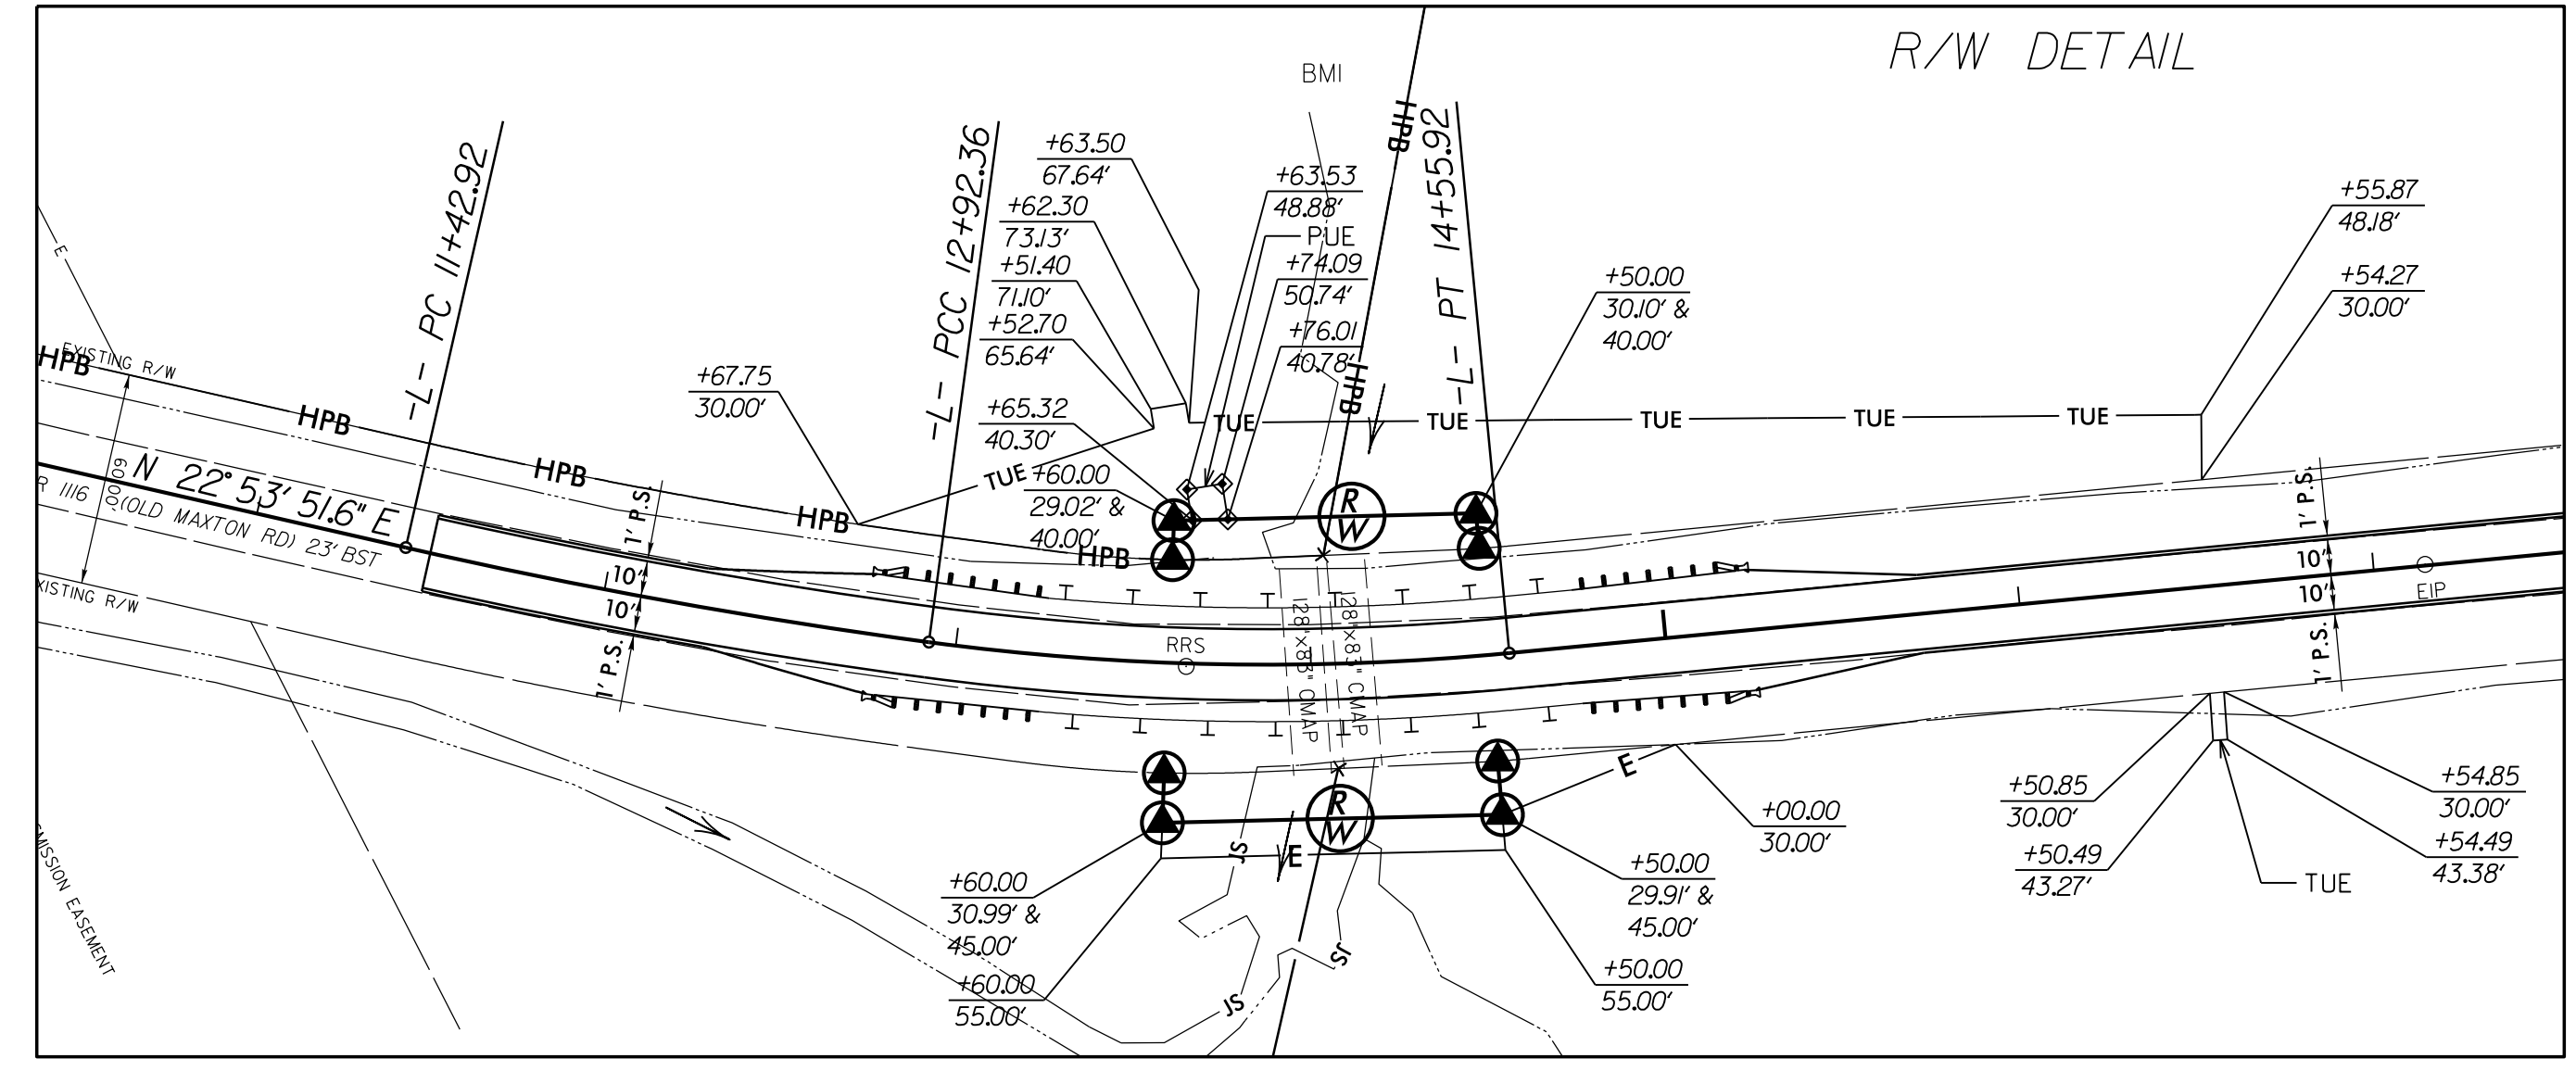 R/W DETAIL
BMI
HPB
-L- PC 11+42.92
-L- PCC 12+92.36
-L- PT 14+55.92
+63.50
67.64'
+62.30
73.13'
+51.40
71.10'
+52.70
65.64'
+65.32
40.30'
+60.00
29.02' &
40.00'
+63.53
48.88'
PUE
+74.09
50.74'
+76.01
40.78'
+50.00
30.10' &
40.00'
+55.87
48.18'
+54.27
30.00'
+67.75
30.00'
E
EXISTING R/W
HPB
HPB
HPB
HPB
HPB
HPB
TUE
TUE
TUE
TUE
TUE
TUE
R
W
60.00'
N 22° 53' 51.6" E
R 1116 (OLD MAXTON RD) 23' BST
XISTING R/W
1' P.S.
10'
10'
1' P.S.
RRS
128"x83" CMAP
128"x83" CMAP
1' P.S.
10'
10'
1' P.S.
EIP
MISSION EASEMENT
R
W
E
E
JS
JS
JS
+60.00
30.99' &
45.00'
+60.00
55.00'
+50.00
29.91' &
45.00'
+50.00
55.00'
+00.00
30.00'
+50.85
30.00'
+50.49
43.27'
+54.85
30.00'
+54.49
43.38'
TUE